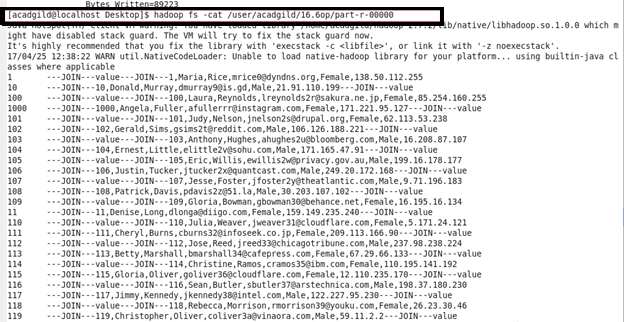 Bytes Written=89223
[acadgild@localhost Desktop]$ hadoop fs -cat /user/acadgild/16.6op/part-r-00000
lib/native/libhadoop.so.1.0.0 which m
ight have disabled stack guard. The VM will try to fix the stack guard now.
It's highly recommended that you fix the library with 'execstack -c <libfile>', or link it with '-z noexecstack'.
17/04/25 12:38:22 WARN util.NativeCodeLoader: Unable to load native-hadoop library for your platform... using builtin-java cl
asses where applicable
1 ---JOIN---value---JOIN---1,Maria,Rice,mrice0@dyndns.org,Female,138.50.112.255
10 ---JOIN---value---JOIN---10,Donald,Murray,dmurray9@is.gd,Male,21.91.110.199---JOIN---value
100 ---JOIN---value---JOIN---100,Laura,Reynolds,lreynolds2r@sakura.ne.jp,Female,85.254.160.255
1000 ---JOIN---1000,Angela,Fuller,afullerrr@instagram.com,Female,171.221.95.127---JOIN---value
101 ---JOIN---value---JOIN---101,Judy,Nelson,jnelson2s@drupal.org,Female,62.113.53.238
102 ---JOIN---value---JOIN---102,Gerald,Sims,gsims2t@reddit.com,Male,106.126.188.221---JOIN---value
103 ---JOIN---value---JOIN---103,Anthony,Hughes,ahughes2u@bloomberg.com,Male,16.208.87.107
104 ---JOIN---value---JOIN---104,Ernest,Little,elittle2v@sohu.com,Male,171.165.47.91---JOIN---value
105 ---JOIN---value---JOIN---105,Eric,Willis,ewillis2w@privacy.gov.au,Male,199.16.178.177
106 ---JOIN---value---JOIN---106,Justin,Tucker,jtucker2x@quantcast.com,Male,249.20.172.168---JOIN---value
107 ---JOIN---value---JOIN---107,Jesse,Foster,jfoster2y@theatlantic.com,Male,9.71.196.183
108 ---JOIN---value---JOIN---108,Patrick,Davis,pdavis2z@51.la,Male,30.203.107.102---JOIN---value
109 ---JOIN---value---JOIN---109,Gloria,Bowman,gbowman30@behance.net,Female,16.195.16.134
11 ---JOIN---value---JOIN---11,Denise,Long,dlonga@diigo.com,Female,159.149.235.240---JOIN---value
110 ---JOIN---value---JOIN---110,Julia,Weaver,jweaver31@cloudflare.com,Female,5.171.24.121
111 ---JOIN---value---JOIN---111,Cheryl,Burns,cburns32@infoseek.co.jp,Female,209.113.166.90---JOIN---value
112 ---JOIN---value---JOIN---112,Jose,Reed,jreed33@chicagotribune.com,Male,237.98.238.224
113 ---JOIN---value---JOIN---113,Betty,Marshall,bmarshall34@cafepress.com,Female,67.29.66.133---JOIN---value
114 ---JOIN---value---JOIN---114,Christine,Ramos,cramos35@ibm.com,Female,110.195.141.192
115 ---JOIN---value---JOIN---115,Gloria,Oliver,goliver36@cloudflare.com,Female,12.110.235.170---JOIN---value
116 ---JOIN---value---JOIN---116,Sean,Butler,sbutler37@arstechnica.com,Male,198.37.180.230
117 ---JOIN---value---JOIN---117,Jimmy,Kennedy,jkennedy38@intel.com,Male,122.227.95.230---JOIN---value
118 ---JOIN---value---JOIN---118,Rebecca,Morrison,rmorrison39@youku.com,Female,26.23.30.46
119 ---JOIN---value---JOIN---119,Christopher,Oliver,coliver3a@vinaora.com,Male,59.11.2.2---JOIN---value